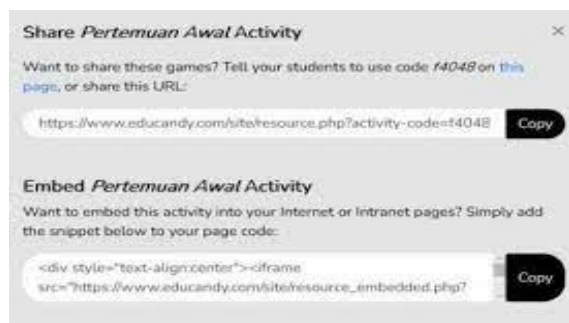 Share Pertemuan Awal Activity
Want to share these games? Tell your students to use code f4048 on this
page, or share this URL:
https://www.educandy.com/site/resource.php?activity-code=f4048
Copy
Embed Pertemuan Awal Activity
Want to embed this activity into your Internet or Intranet pages? Simply add
the snippet below to your page code:
<div style="text-align:center"><iframe
src="https://www.educandy.com/site/resource_embedded.php?
Copy